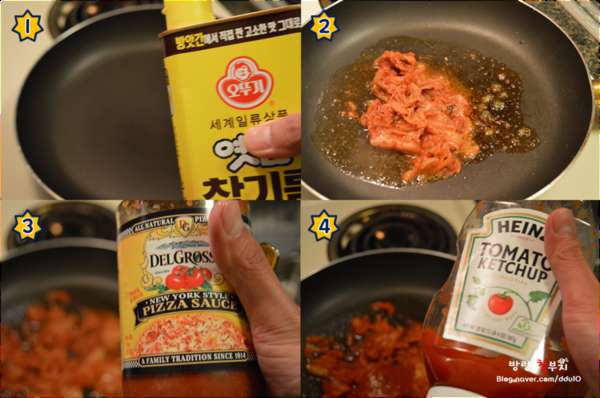 1
방앗간에서 직접 짠 고소한 맛 그대로
오뚜기
세계일류상품
옛날
참기름
2
3
ALL NATURAL
DELGROSSO
NEW YORK STYLE
PIZZA SAUCE
A FAMILY TRADITION SINCE 1914
4
HEINZ
TOMATO
KETCHUP
Blog.naver.com/ddul0